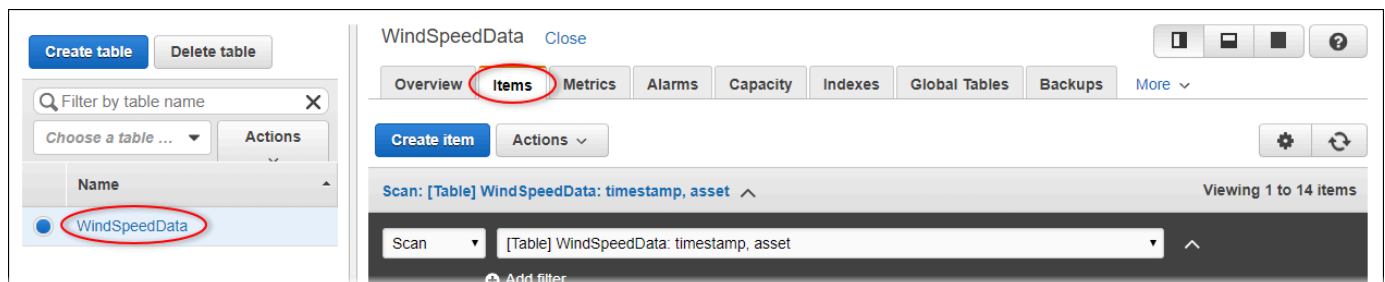 Create table Delete table
Filter by table name
Choose a table ... Actions
Name
WindSpeedData
WindSpeedData Close
Overview Items Metrics Alarms Capacity Indexes Global Tables Backups More
Create item Actions
Scan: [Table] WindSpeedData: timestamp, asset Viewing 1 to 14 items
Scan [Table] WindSpeedData: timestamp, asset
Add filter